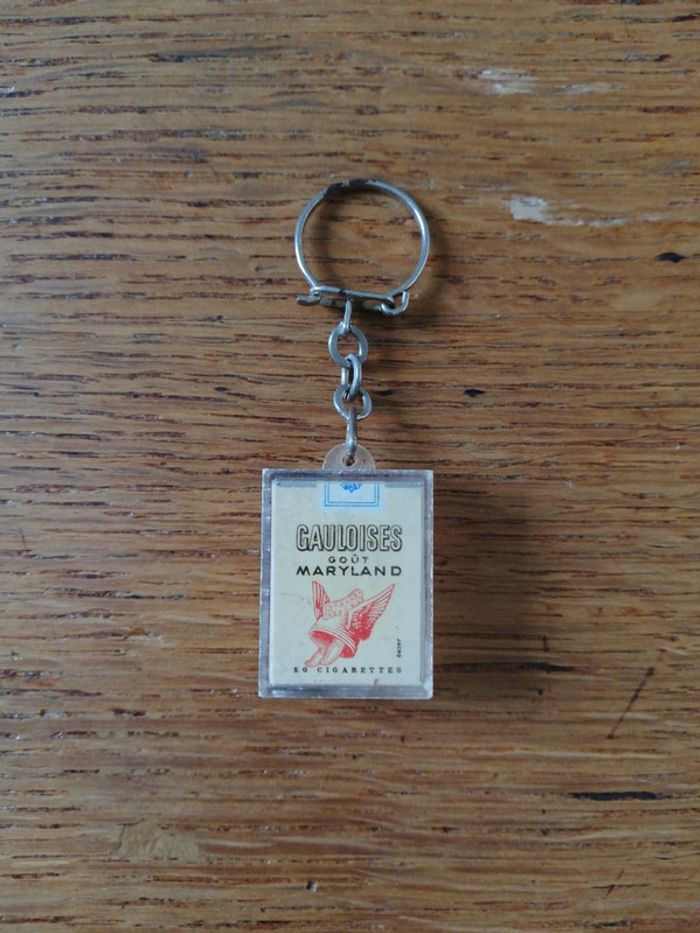 GAULOISES
GOÛT
MARYLAND
20 CIGARETTES